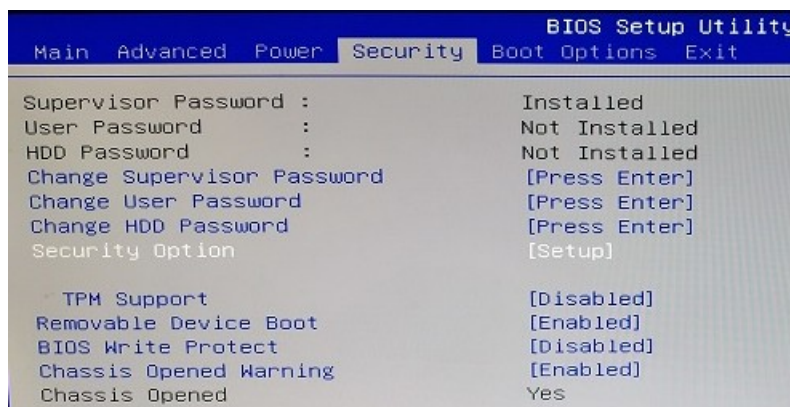 BIOS Setup Utility
Main Advanced Power Security Boot Options Exit
Supervisor Password : Installed
User Password : Not Installed
HDD Password : Not Installed
Change Supervisor Password [Press Enter]
Change User Password [Press Enter]
Change HDD Password [Press Enter]
Security Option [Setup]
TPM Support [Disabled]
Removable Device Boot [Enabled]
BIOS Write Protect [Disabled]
Chassis Opened Warning [Enabled]
Chassis Opened Yes